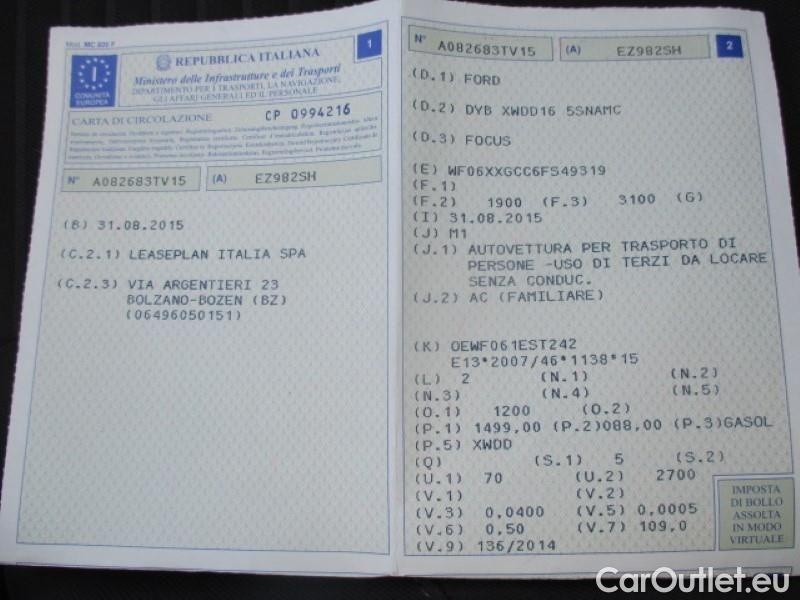 Mod. MC 820 F
1
REPUBBLICA ITALIANA
Ministero delle Infrastrutture e dei Trasporti
DIPARTIMENTO PER I TRASPORTI, LA NAVIGAZIONE,
GLI AFFARI GENERALI ED IL PERSONALE
I
COMUNITÀ
EUROPEA
CARTA DI CIRCOLAZIONE CP 0994216
N° A082683TV15 (A) EZ982SH
(B) 31.08.2015
(C.2.1) LEASEPLAN ITALIA SPA
(C.2.3) VIA ARGENTIERI 23
BOLZANO-BOZEN (BZ)
(06496050151)
N° A082683TV15 (A) EZ982SH
2
(D.1) FORD
(D.2) DYB XWDD16 5SNAMC
(D.3) FOCUS
(E) WF06XXGCC6FS49319
(F.1)
(F.2) 1900 (F.3) 3100 (G)
(I) 31.08.2015
(J) M1
(J.1) AUTOVETTURA PER TRASPORTO DI
PERSONE -USO DI TERZI DA LOCARE
SENZA CONDUC.
(J.2) AC (FAMILIARE)
(K) OEWF061EST242
E13*2007/46*1138*15
(L) 2 (N.1) (N.2)
(N.3) (N.4) (N.5)
(O.1) 1200 (O.2)
(P.1) 1499,00 (P.2)088,00 (P.3)GASOL
(P.5) XWDD
(Q) (S.1) 5 (S.2)
(U.1) 70 (U.2) 2700
(V.1) (V.2)
(V.3) 0,0400 (V.5) 0,0005
(V.6) 0,50 (V.7) 109,0
(V.9) 136/2014
IMPOSTA
DI BOLLO
ASSOLTA
IN MODO
VIRTUALE
CarOutlet.eu